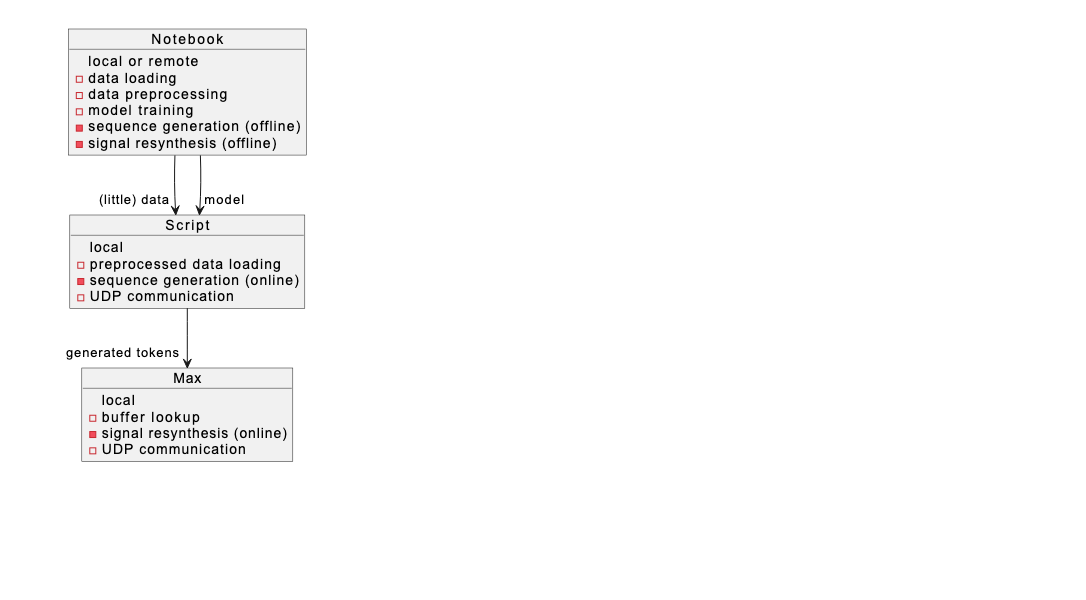 Notebook
local or remote
data loading
data preprocessing
model training
sequence generation (offline)
signal resynthesis (offline)
(little) data
model
Script
local
preprocessed data loading
sequence generation (online)
UDP communication
generated tokens
Max
local
buffer lookup
signal resynthesis (online)
UDP communication